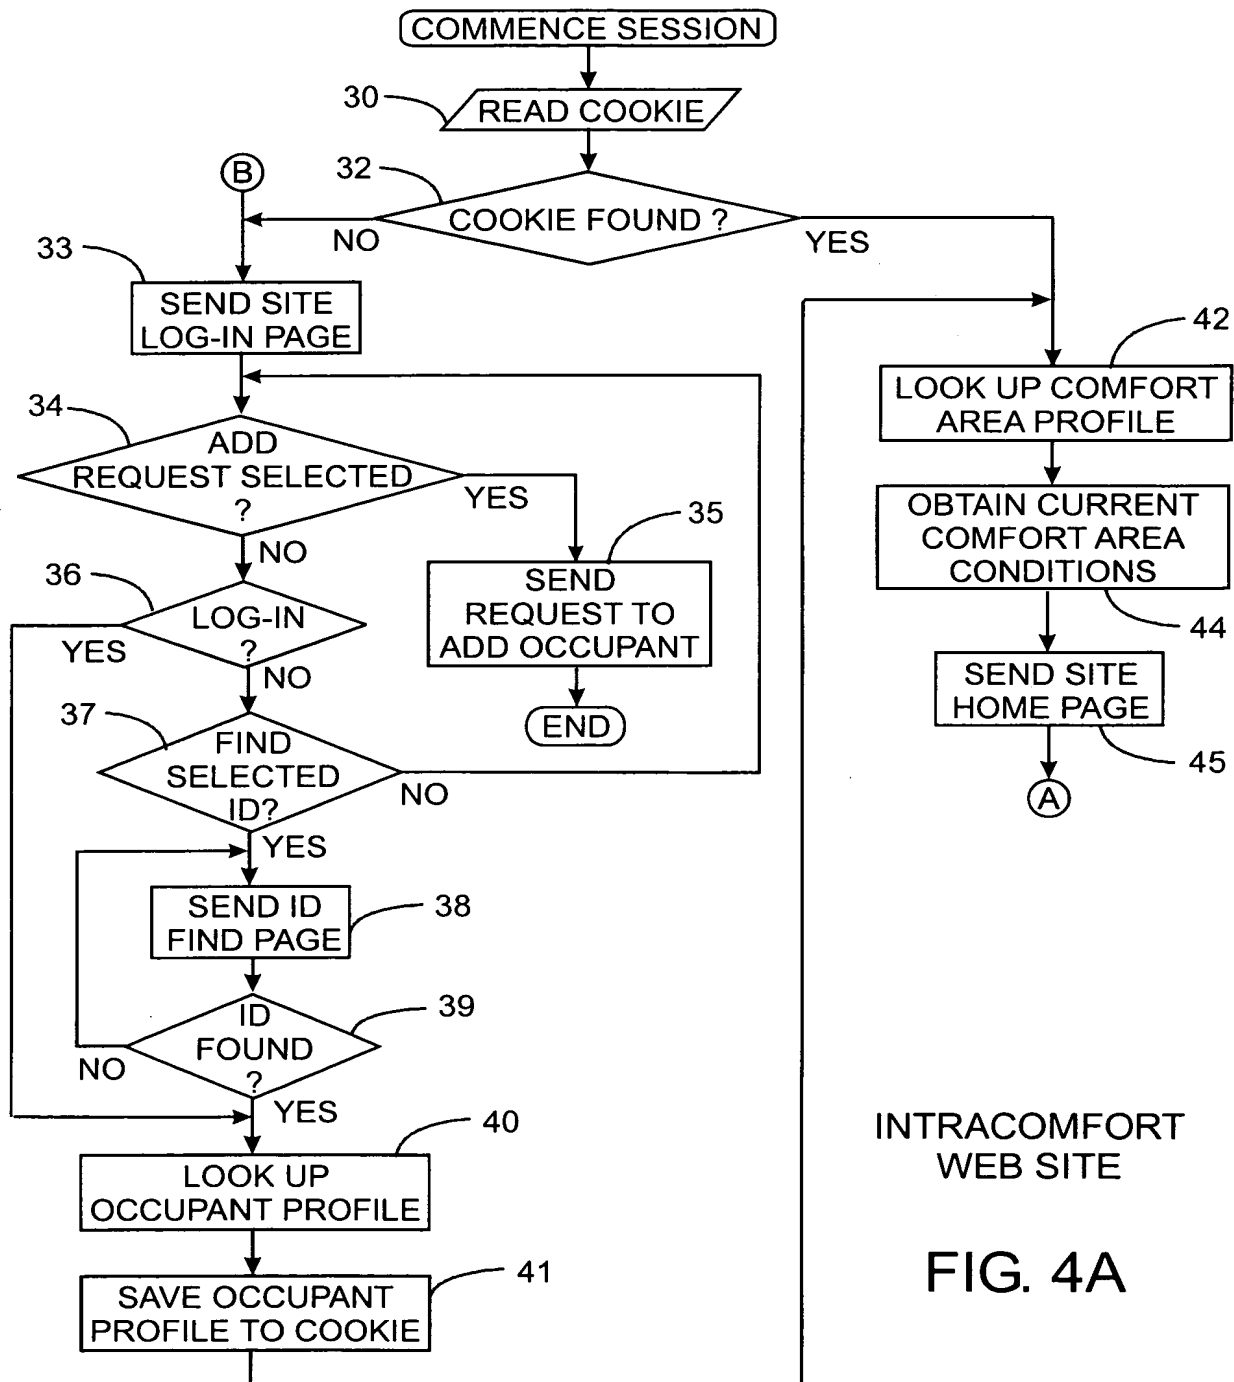 COMMENCE SESSION
30
READ COOKIE
B
32
COOKIE FOUND ?
NO
YES
33
SEND SITE
LOG-IN PAGE
34
ADD
REQUEST SELECTED
?
YES
NO
35
SEND
REQUEST TO
ADD OCCUPANT
END
36
LOG-IN
?
YES
NO
37
FIND
SELECTED
ID?
NO
YES
SEND ID
FIND PAGE
38
ID
FOUND
?
39
NO
YES
40
LOOK UP
OCCUPANT PROFILE
41
SAVE OCCUPANT
PROFILE TO COOKIE
42
LOOK UP COMFORT
AREA PROFILE
OBTAIN CURRENT
COMFORT AREA
CONDITIONS
44
SEND SITE
HOME PAGE
45
A
INTRACOMFORT
WEB SITE
FIG. 4A